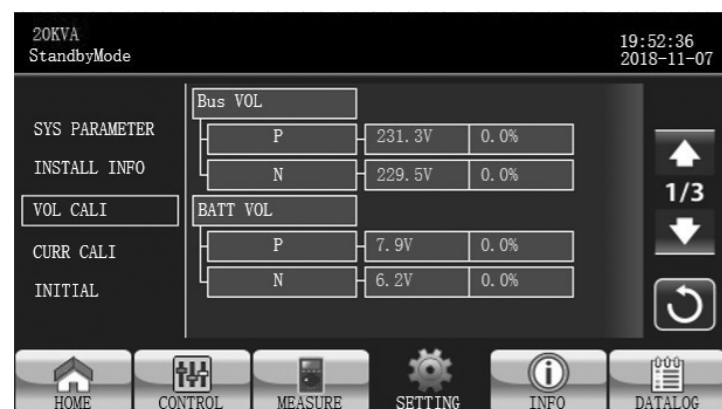 20KVA
StandbyMode
19:52:36
2018-11-07
SYS PARAMETER
INSTALL INFO
VOL CALI
CURR CALI
INITIAL
Bus VOL
P 231.3V 0.0%
N 229.5V 0.0%
BATT VOL
P 7.9V 0.0%
N 6.2V 0.0%
1/3
HOME CONTROL MEASURE SETTING INFO DATALOG